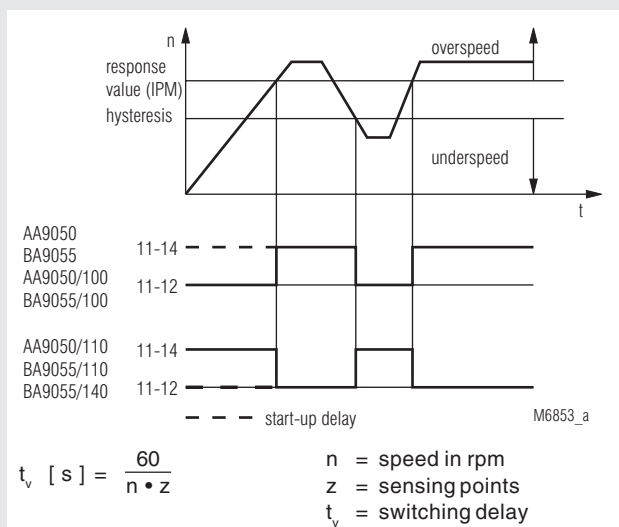 n
overspeed
response
value (IPM)
hysteresis
underspeed
t
AA9050
BA9055
AA9050/100
BA9055/100
11-14
11-12
AA9050/110
BA9055/110
BA9055/140
11-14
11-12
start-up delay
M6853_a
t_v [ s ] = 60 / n • z
n = speed in rpm
z = sensing points
t_v = switching delay